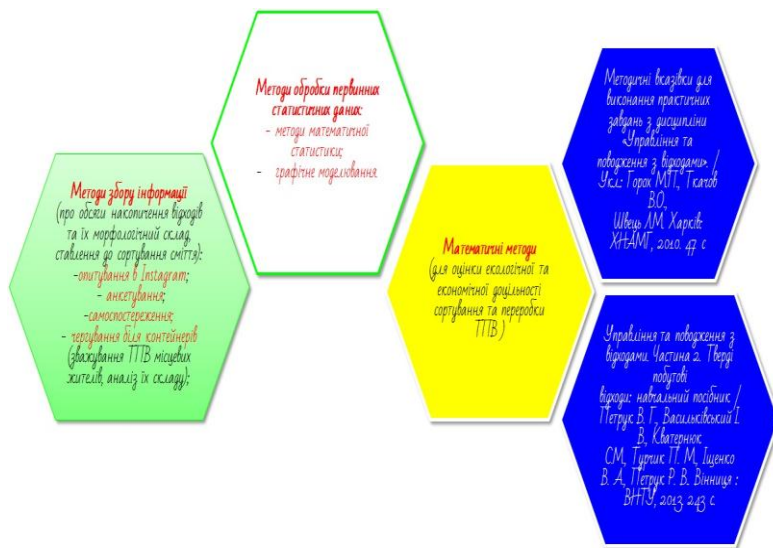 Методи збору інформації
(про обсяги накопичення відходів
та їх морфологічний склад,
ставлення до сортування сміття):
-опитування в Instagram;
- анкетування;
-самоспостереження;
- чергування біля контейнерів
(зважування ТПВ місцевих
жителів, аналіз їх складу);
Методи обробки первинних
статистичних даних:
- методи математичної
статистики;
- графічне моделювання.
Математичні методи
(для оцінки екологічної та
економічної доцільності
сортування та переробки
ТПВ )
Методичні вказівки для
виконання практичних
завдань з дисципліни
«Управління та
поводження з відходами». /
Укл.: Горох М.П., Ткачов
В.О.,
Швець Л.М. Харків:
ХНАМГ, 2010. 47 с
Управління та поводження з
відходами. Частина 2. Тверді
побутові
відходи: навчальний посібник /
Петрук В. Г., Васильківський І.
В., Кватернюк
С.М., Турчик П. М., Іщенко
В. А., Петрук Р. В. Вінниця :
ВНТУ, 2013. 243 с.